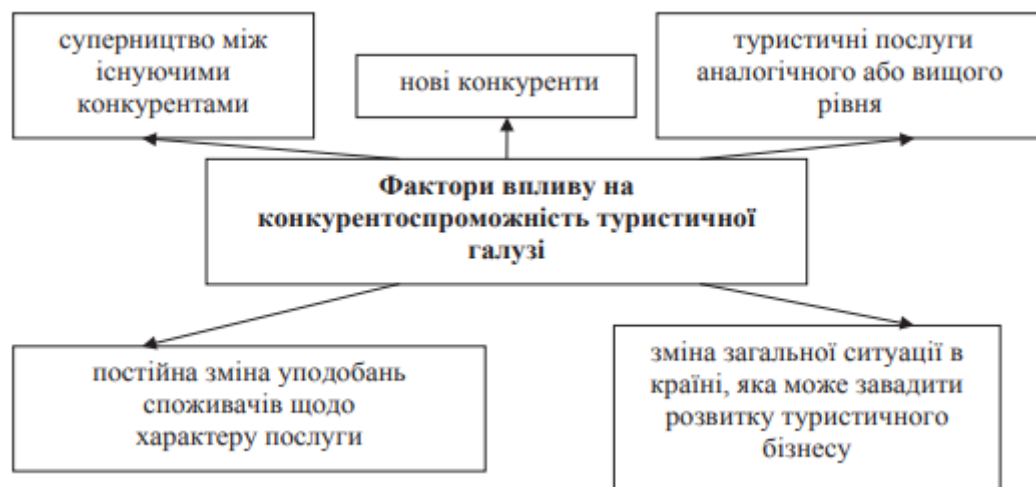 суперництво між
існуючими
конкурентами
нові конкуренти
туристичні послуги
аналогічного або вищого
рівня
Фактори впливу на
конкурентоспроможність туристичної
галузі
постійна зміна уподобань
споживачів щодо
характеру послуги
зміна загальної ситуації в
країні, яка може завадити
розвитку туристичного
бізнесу